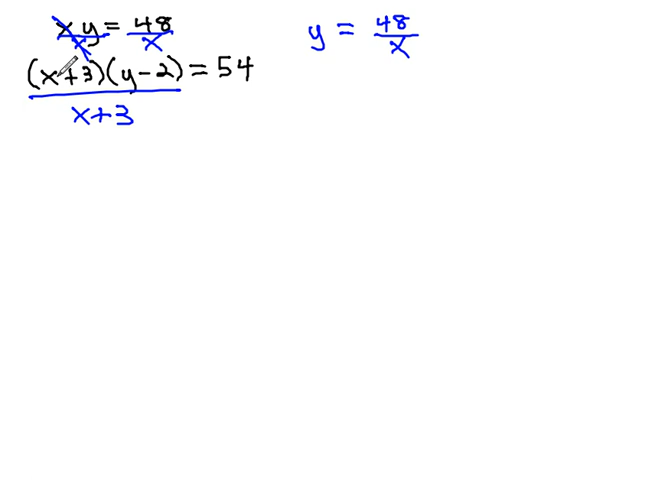 xy/x = 48/x
y = 48/x
(x+3)(y-2)/x+3 = 54